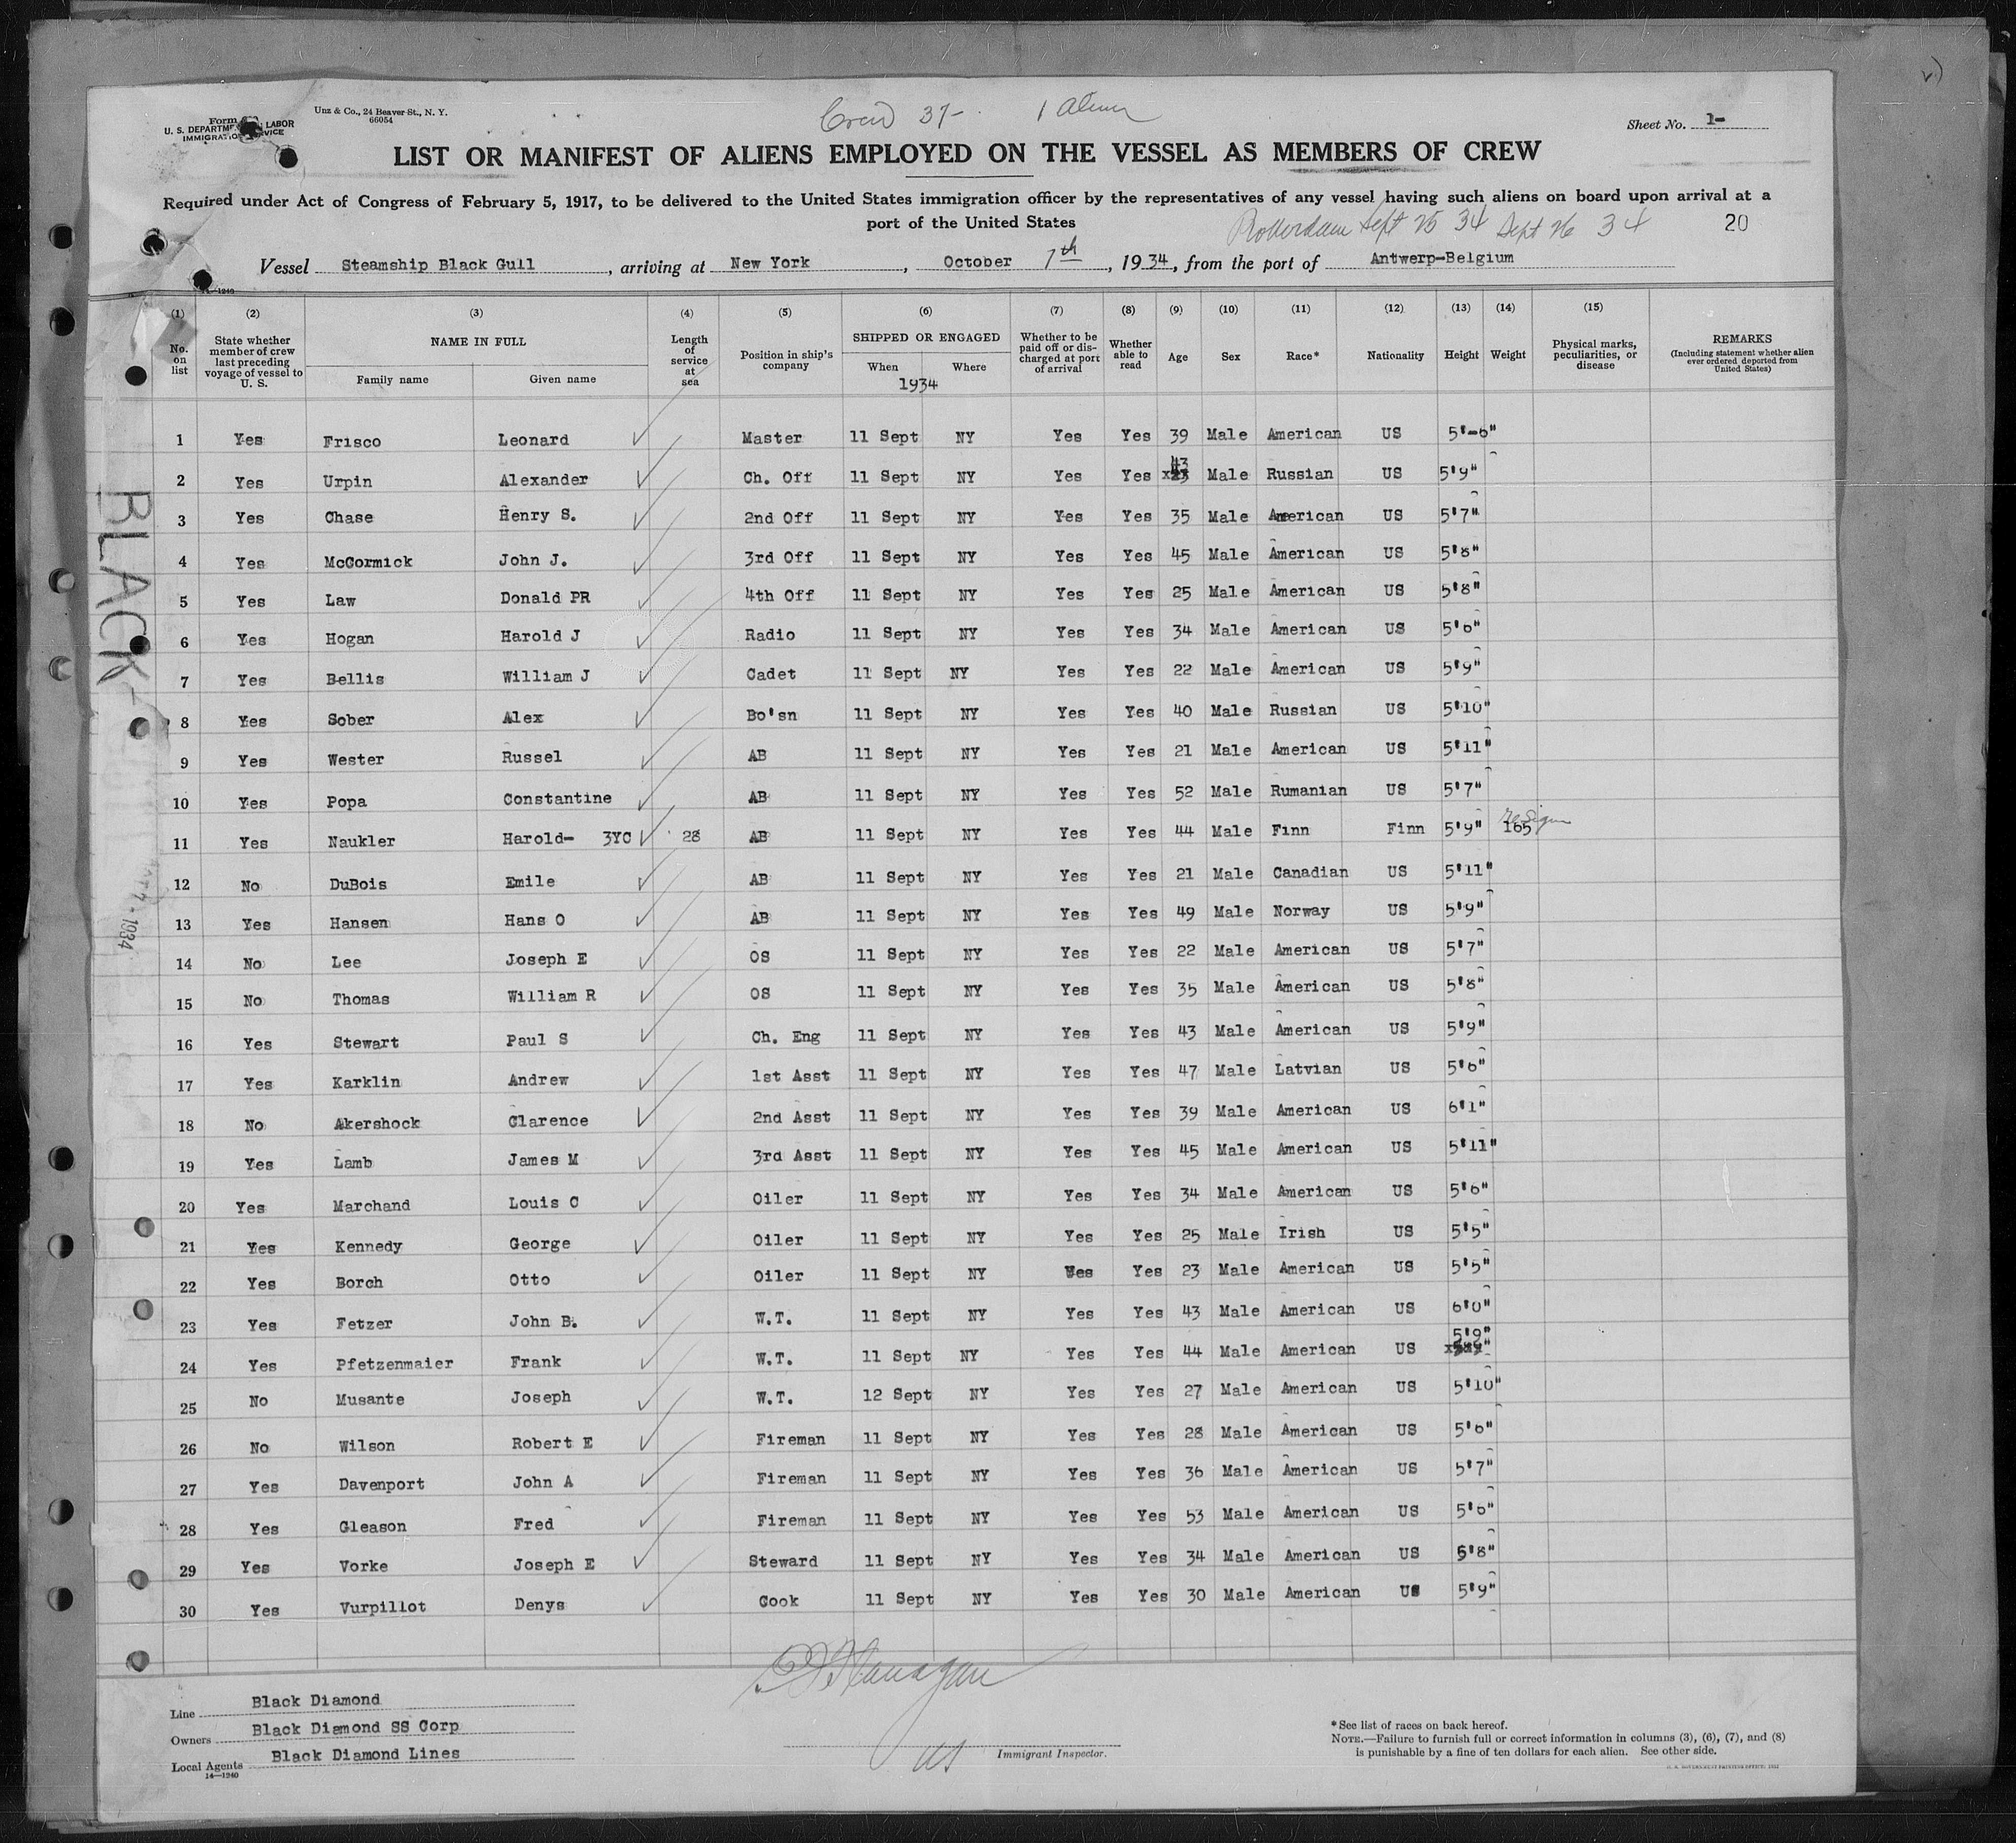 Form
U. S. DEPARTM LABOR
IMMIGRATIO VICE
Unz & Co., 24 Beaver St., N. Y.
66054
Crew 37- 1 Alien
Sheet No. 1-
LIST OR MANIFEST OF ALIENS EMPLOYED ON THE VESSEL AS MEMBERS OF CREW
Required under Act of Congress of February 5, 1917, to be delivered to the United States immigration officer by the representatives of any vessel having such aliens on board upon arrival at a
port of the United States
Rotterdam Sept 25 34 Sept 26 34
20
Vessel Steamship Black Gull, arriving at New York, October 7th, 1934, from the port of Antwerp-Belgium
(1) (2) (3) (4) (5) (6) (7) (8) (9) (10) (11) (12) (13) (14) (15)
No. on list
State whether member of crew last preceding voyage of vessel to U. S.
NAME IN FULL
Family name Given name
Length of service at sea
Position in ship's company
SHIPPED OR ENGAGED
When Where
1934
Whether to be paid off or discharged at port of arrival
Whether able to read
Age
Sex
Race*
Nationality
Height
Weight
Physical marks, peculiarities, or disease
REMARKS
(Including statement whether alien ever ordered deported from United States)
1 Yes Frisco Leonard Master 11 Sept NY Yes Yes 39 Male American US 5'-6"
2 Yes Urpin Alexander Ch. Off 11 Sept NY Yes Yes 43 Male Russian US 5'9"
3 Yes Chase Henry S. 2nd Off 11 Sept NY Yes Yes 35 Male American US 5'7"
4 Yes McCormick John J. 3rd Off 11 Sept NY Yes Yes 45 Male American US 5'8"
5 Yes Law Donald PR 4th Off 11 Sept NY Yes Yes 25 Male American US 5'8"
6 Yes Hogan Harold J Radio 11 Sept NY Yes Yes 34 Male American US 5'6"
7 Yes Bellis William J Cadet 11 Sept NY Yes Yes 22 Male American US 5'9"
8 Yes Sober Alex Bo'sn 11 Sept NY Yes Yes 40 Male Russian US 5'10"
9 Yes Wester Russel AB 11 Sept NY Yes Yes 21 Male American US 5'11"
10 Yes Popa Constantine AB 11 Sept NY Yes Yes 52 Male Rumanian US 5'7"
11 Yes Naukler Harold- 3YC 28 AB 11 Sept NY Yes Yes 44 Male Finn Finn 5'9" 165
12 No DuBois Emile AB 11 Sept NY Yes Yes 21 Male Canadian US 5'11"
13 Yes Hansen Hans O AB 11 Sept NY Yes Yes 49 Male Norway US 5'9"
14 No Lee Joseph E OS 11 Sept NY Yes Yes 22 Male American US 5'7"
15 No Thomas William R OS 11 Sept NY Yes Yes 35 Male American US 5'8"
16 Yes Stewart Paul S Ch. Eng 11 Sept NY Yes Yes 43 Male American US 5'9"
17 Yes Karklin Andrew 1st Asst 11 Sept NY Yes Yes 47 Male Latvian US 5'6"
18 No Akershock Clarence 2nd Asst 11 Sept NY Yes Yes 39 Male American US 6'1"
19 Yes Lamb James M 3rd Asst 11 Sept NY Yes Yes 45 Male American US 5'11"
20 Yes Marchand Louis C Oiler 11 Sept NY Yes Yes 34 Male American US 5'6"
21 Yes Kennedy George Oiler 11 Sept NY Yes Yes 25 Male Irish US 5'5"
22 Yes Borch Otto Oiler 11 Sept NY Yes Yes 23 Male American US 5'5"
23 Yes Fetzer John B. W.T. 11 Sept NY Yes Yes 43 Male American US 6'0"
24 Yes Pfetzenmaier Frank W.T. 11 Sept NY Yes Yes 44 Male American US 5'9"
25 No Musante Joseph W.T. 12 Sept NY Yes Yes 27 Male American US 5'10"
26 No Wilson Robert E Fireman 11 Sept NY Yes Yes 28 Male American US 5'6"
27 Yes Davenport John A Fireman 11 Sept NY Yes Yes 36 Male American US 5'7"
28 Yes Gleason Fred Fireman 11 Sept NY Yes Yes 53 Male American US 5'6"
29 Yes Vorke Joseph E Steward 11 Sept NY Yes Yes 34 Male American US 5'8"
30 Yes Vurpillot Denys Cook 11 Sept NY Yes Yes 30 Male American US 5'9"
BLACK
1934
Flanagan
Immigrant Inspector.
Line Black Diamond
Owners Black Diamond SS Corp
Local Agents Black Diamond Lines
14-1240
*See list of races on back hereof.
NOTE.—Failure to furnish full or correct information in columns (3), (6), (7), and (8)
is punishable by a fine of ten dollars for each alien. See other side.
U. S. GOVERNMENT PRINTING OFFICE: 1932